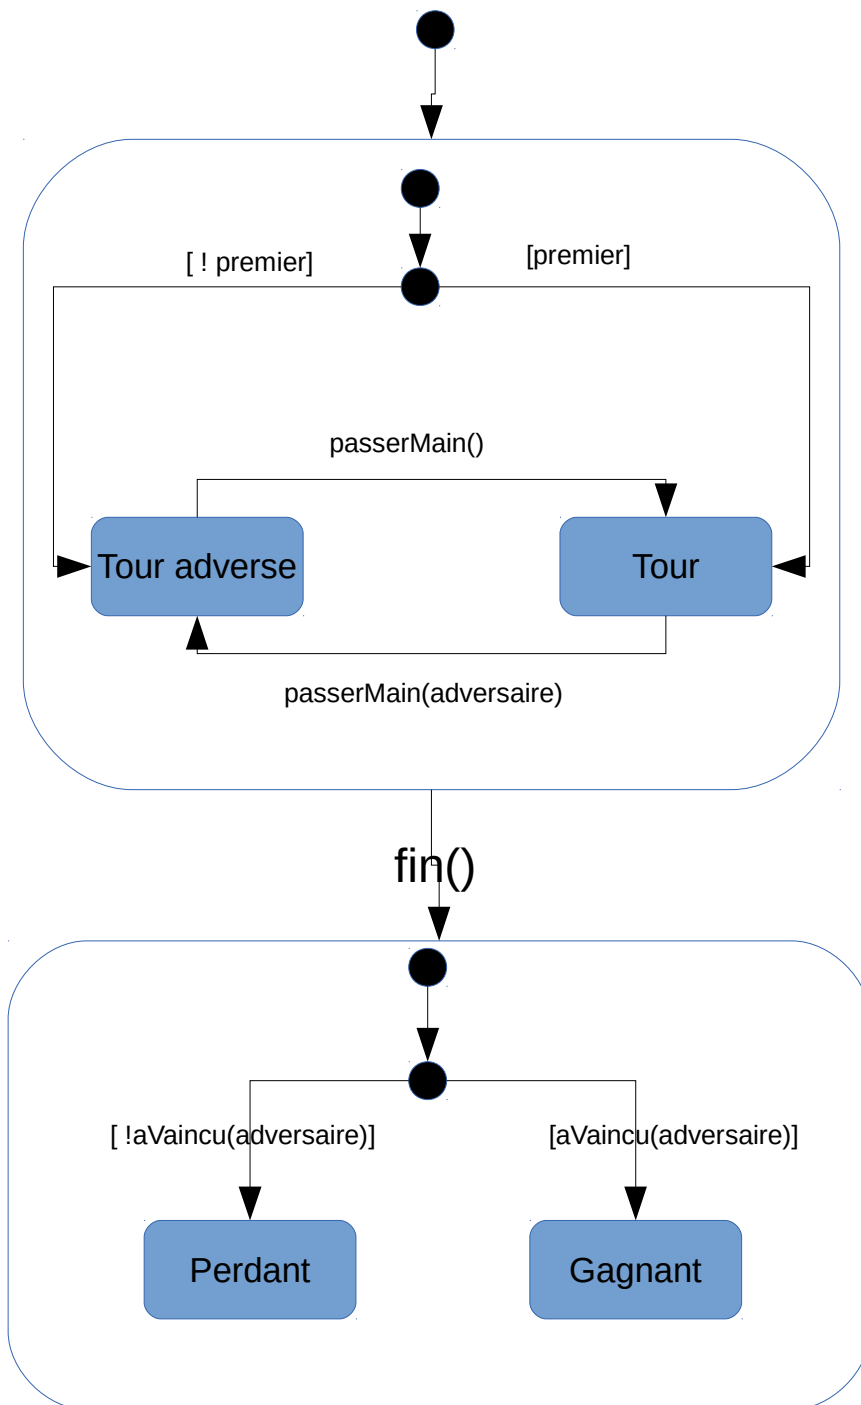 [ ! premier]
[premier]
passerMain()
Tour adverse
Tour
passerMain(adversaire)
fin()
[ !aVaincu(adversaire)]
[aVaincu(adversaire)]
Perdant
Gagnant